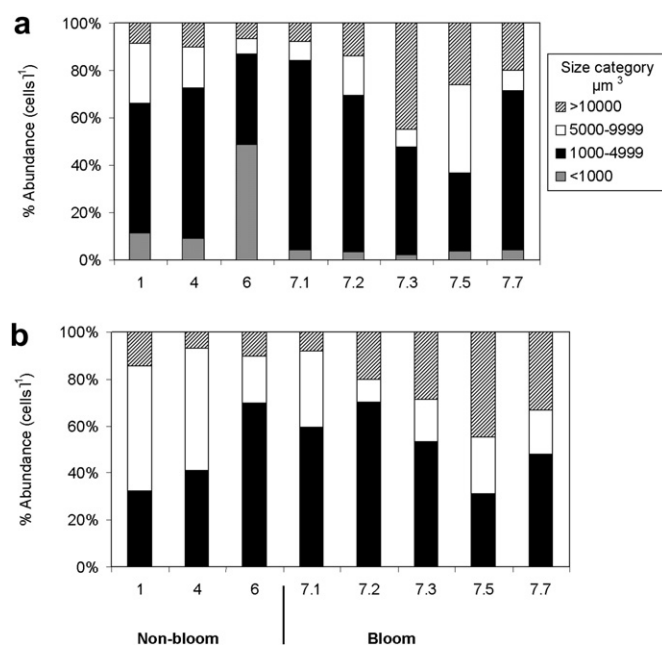 a
% Abundance (cells l⁻¹)
100%
80%
60%
40%
20%
0%
1 4 6 7.1 7.2 7.3 7.5 7.7
Size category
µm ³
>10000
5000-9999
1000-4999
<1000
b
% Abundance (cells l⁻¹)
100%
80%
60%
40%
20%
0%
1 4 6 7.1 7.2 7.3 7.5 7.7
Non-bloom Bloom